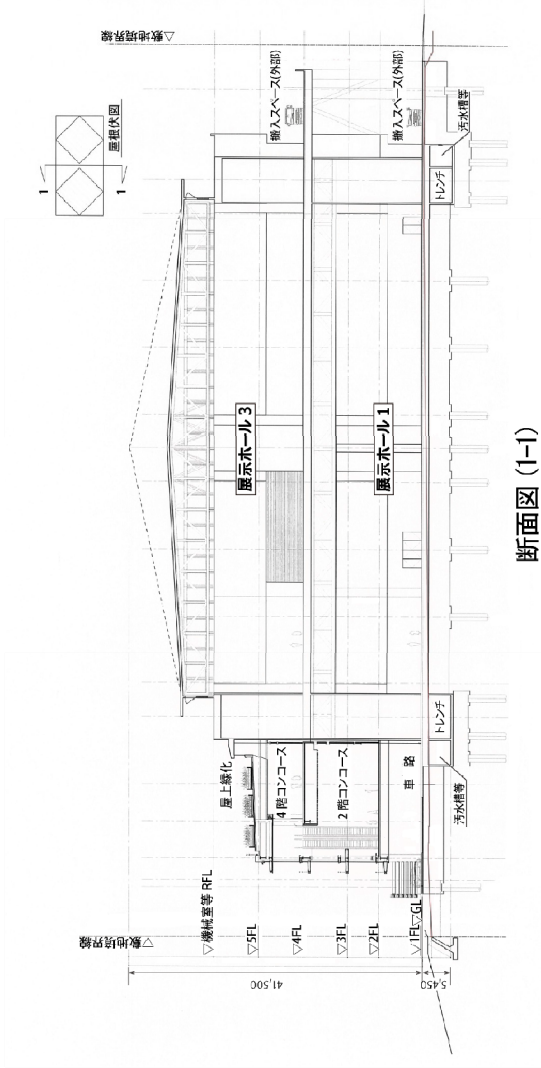 ▽敷地境界線
▽敷地境界線
1
1
屋根伏図
搬入スペース(外部)
搬入スペース(外部)
展示ホール 3
展示ホール 1
屋上緑化
4 階コンコース
2 階コンコース
車 路
トレンチ
トレンチ
汚水槽等
汚水槽等
▽機械室等 RFL
▽5FL
▽4FL
▽3FL
▽2FL
▽1FL
▽GL
41,500
5,450
断面図 (1-1)